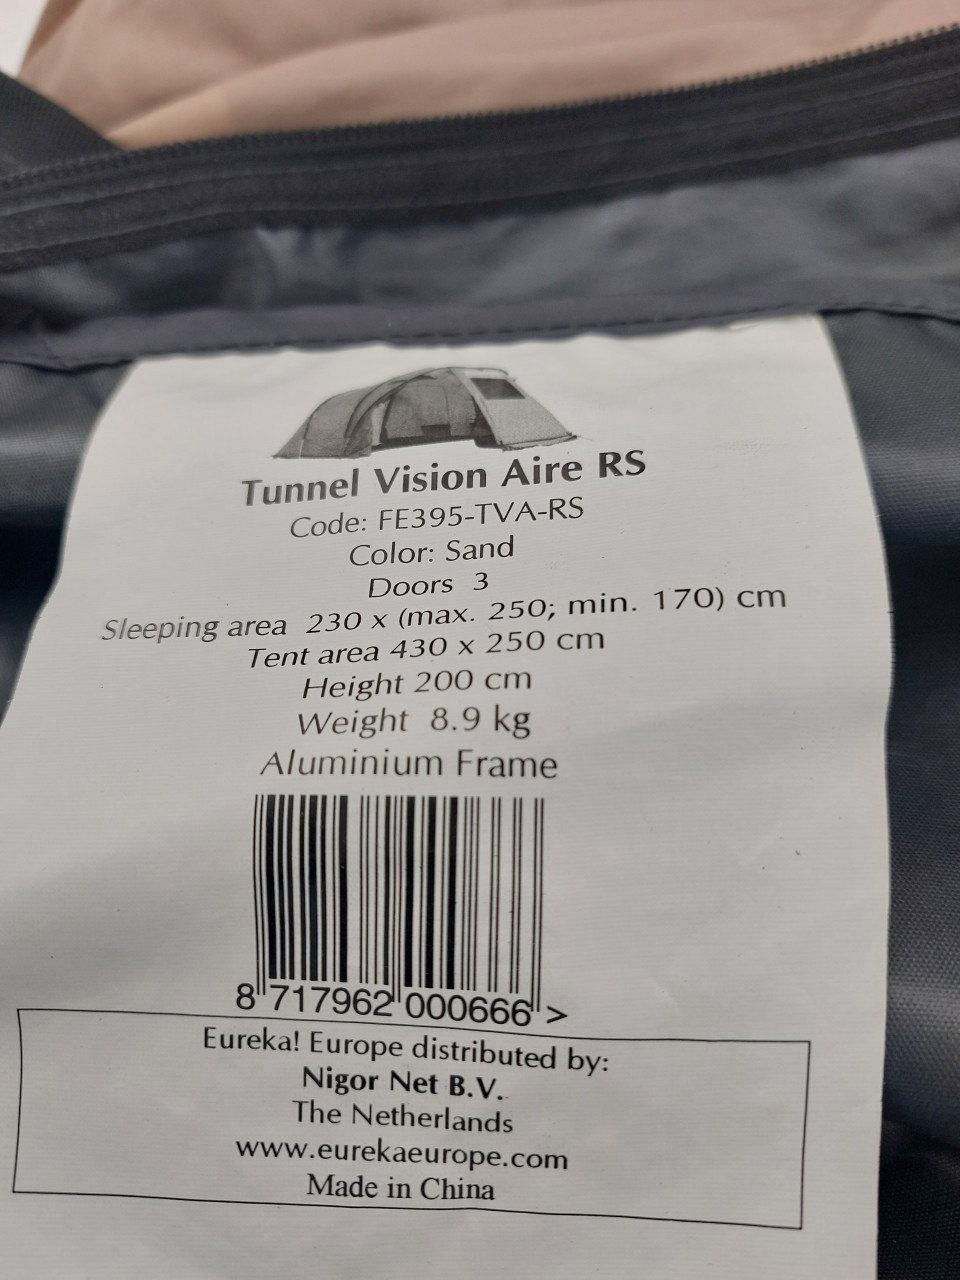 Tunnel Vision Aire RS
Code: FE395-TVA-RS
Color: Sand
Doors 3
Sleeping area 230 x (max. 250; min. 170) cm
Tent area 430 x 250 cm
Height 200 cm
Weight 8.9 kg
Aluminium Frame
8 717962 000666 >
Eureka! Europe distributed by:
Nigor Net B.V.
The Netherlands
www.eurekaeurope.com
Made in China